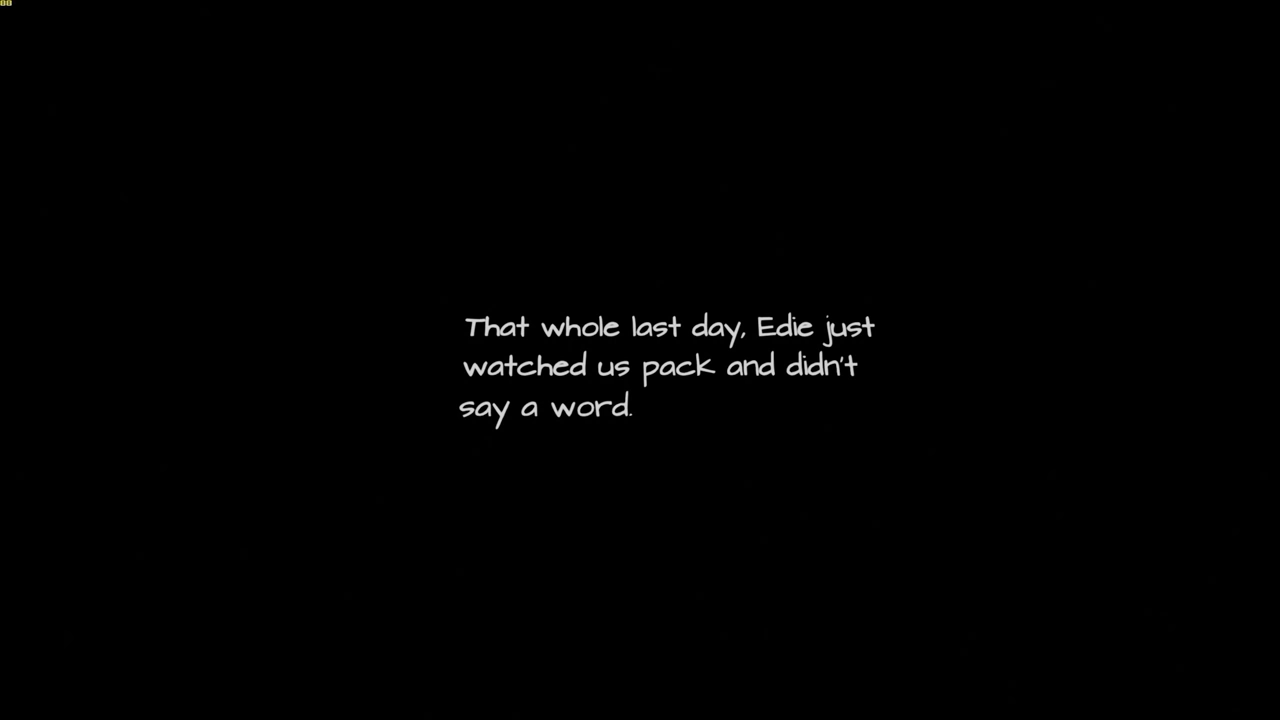 That whole last day, Edie just
watched us pack and didn't
say a word.